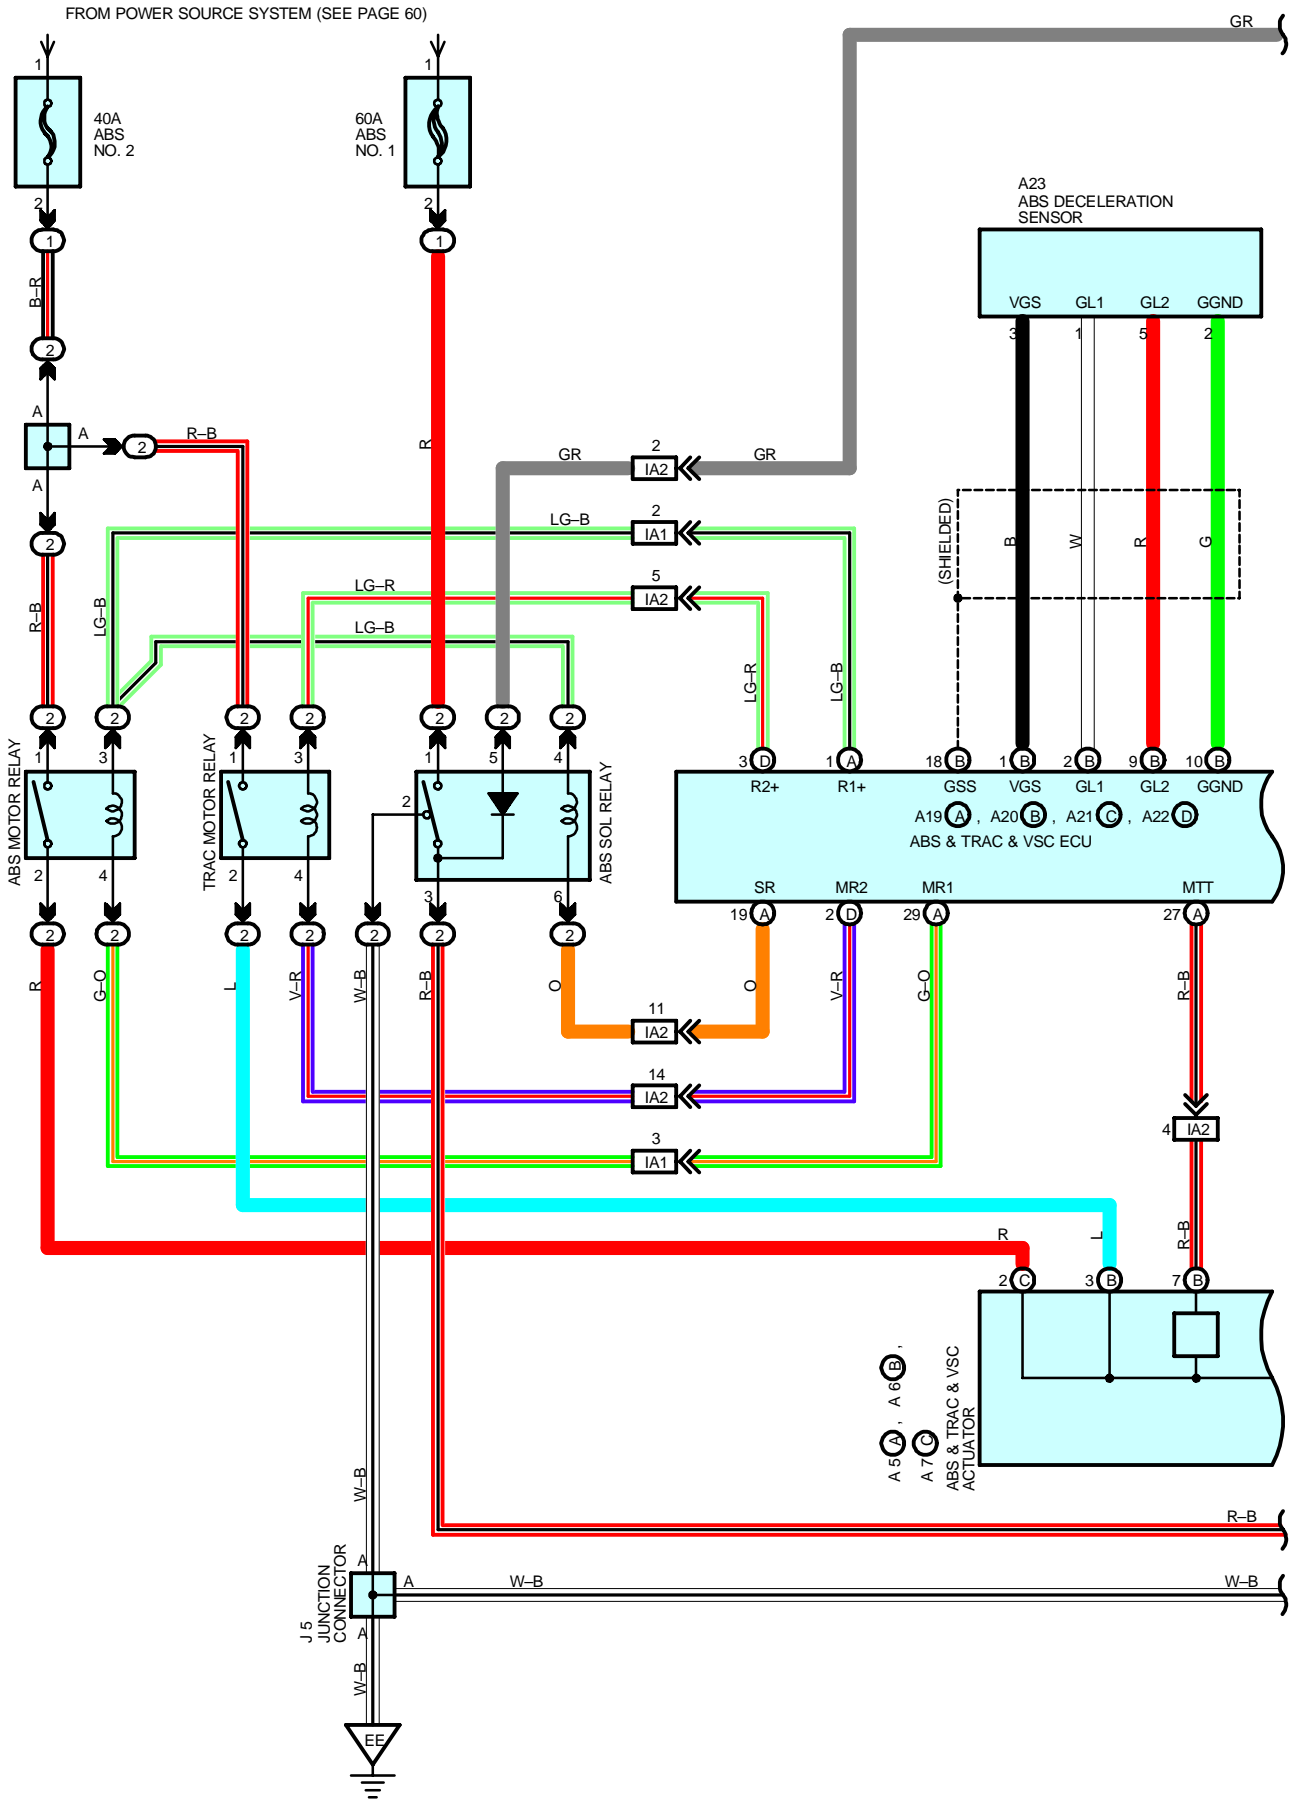 FROM POWER SOURCE SYSTEM (SEE PAGE 60)
GR
1
1
40A
ABS
NO. 2
60A
ABS
NO. 1
2
2
1
1
A23
ABS DECELERATION
SENSOR
VGS GL1 GL2 GGND
3 1 5 2
B–R
2
A
A
2
R–B
A
R
GR
2
IA2
GR
2
LG–B
2
IA1
(SHIELDED)
B
W
R
G
R–B
LG–B
LG–R
5
IA2
LG–B
LG–R
LG–B
2 2 2 2 2 2 2
1 3 1 3 1 5 4
3 D 1 A 18 B 1 B 2 B 9 B 10 B
R2+ R1+ GSS VGS GL1 GL2 GGND
ABS MOTOR RELAY
TRAC MOTOR RELAY
2
ABS SOL RELAY
A19 A , A20 B , A21 C , A22 D
ABS & TRAC & VSC ECU
2 4 2 4 3 6
SR MR2 MR1 MTT
19 A 2 D 29 A 27 A
2 2 2 2 2 2 2
R
G–O
L
V–R
W–B
R–B
O
O
V–R
G–O
R–B
11
IA2
14
IA2
3
IA1
4 IA2
R
L
R–B
2 C 3 B 7 B
A 5 A , A 6 B ,
A 7 C
ABS & TRAC & VSC
ACTUATOR
W–B
R–B
A
J 5
JUNCTION
CONNECTOR
A
W–B
W–B
A
W–B
EE